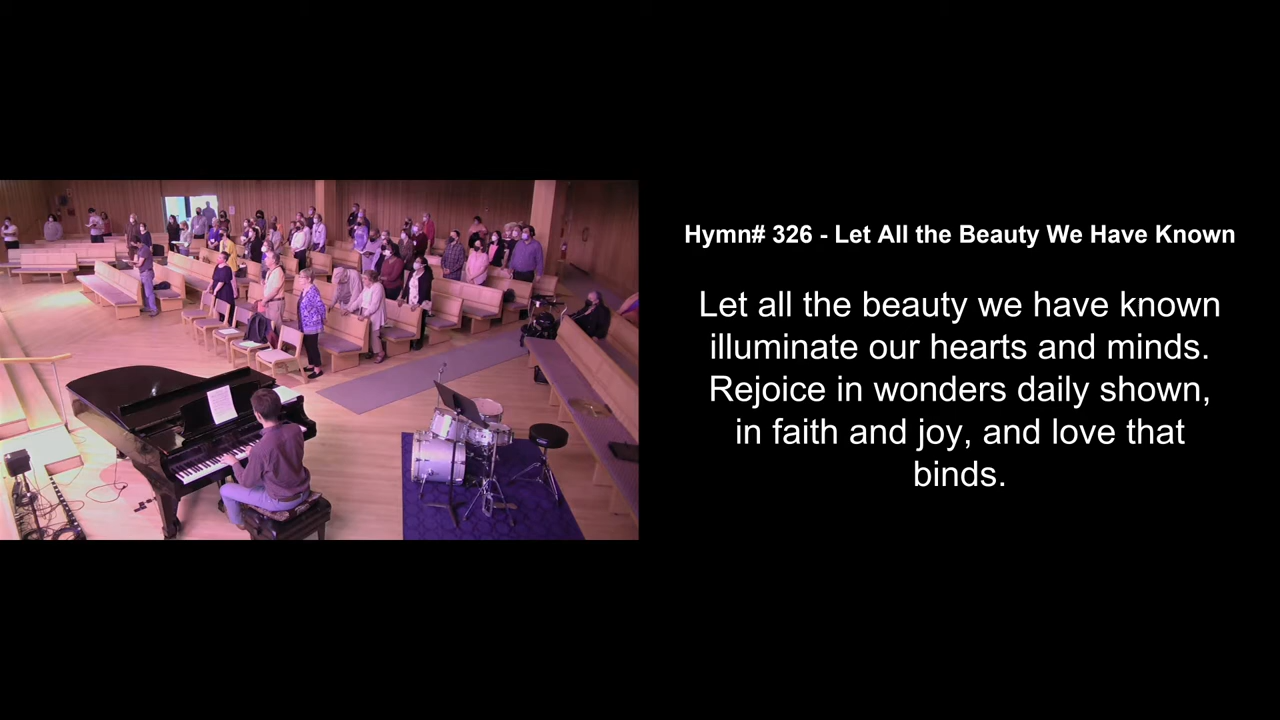 Hymn# 326 - Let All the Beauty We Have Known
Let all the beauty we have known
illuminate our hearts and minds.
Rejoice in wonders daily shown,
in faith and joy, and love that
binds.